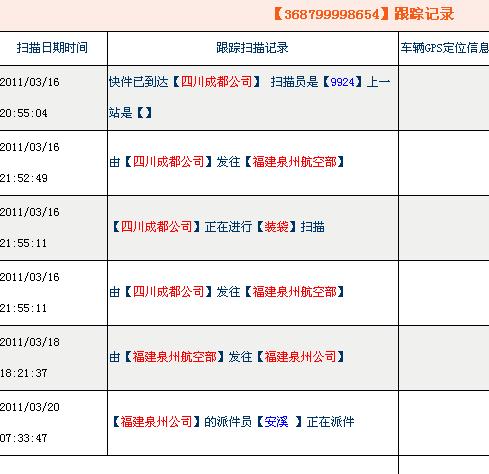 【368799998654】跟踪记录
扫描日期时间 跟踪扫描记录 车辆GPS定位信息
2011/03/16
20:55:04
快件已到达【四川成都公司】 扫描员是【9924】上一
站是【】
2011/03/16
21:52:49
由【四川成都公司】发往【福建泉州航空部】
2011/03/16
21:55:11
【四川成都公司】正在进行【装袋】扫描
2011/03/16
21:55:11
由【四川成都公司】发往【福建泉州航空部】
2011/03/18
18:21:37
由【福建泉州航空部】发往【福建泉州公司】
2011/03/20
07:33:47
【福建泉州公司】的派件员【安溪 】正在派件